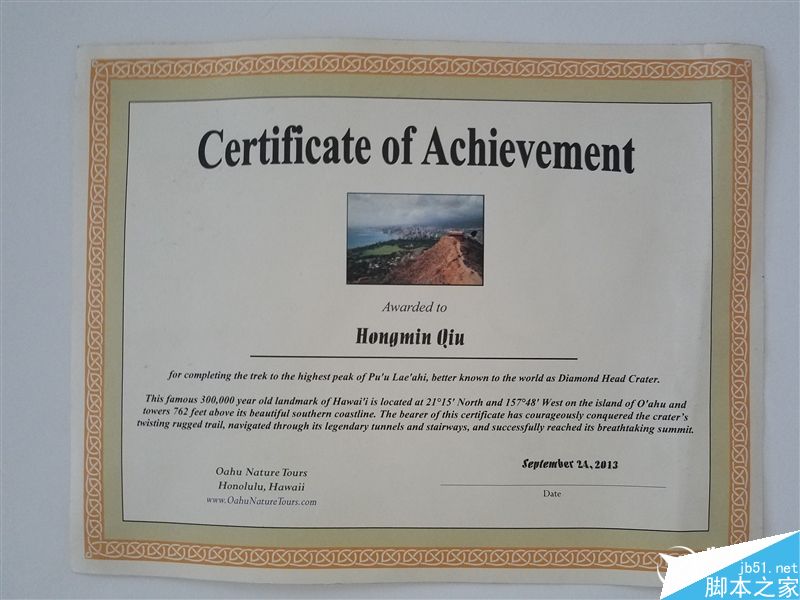 Certificate of Achievement
Awarded to
Hongmin Qiu
for completing the trek to the highest peak of Pu'u Lae'ahi, better known to the world as Diamond Head Crater.
This famous 300,000 year old landmark of Hawai'i is located at 21°15' North and 157°48' West on the island of O'ahu and
towers 762 feet above its beautiful southern coastline. The bearer of this certificate has courageously conquered the crater's
twisting rugged trail, navigated through its legendary tunnels and stairways, and successfully reached its breathtaking summit.
Oahu Nature Tours
Honolulu, Hawaii
www.OahuNatureTours.com
September 24, 2013
Date
jb51.net
脚本之家